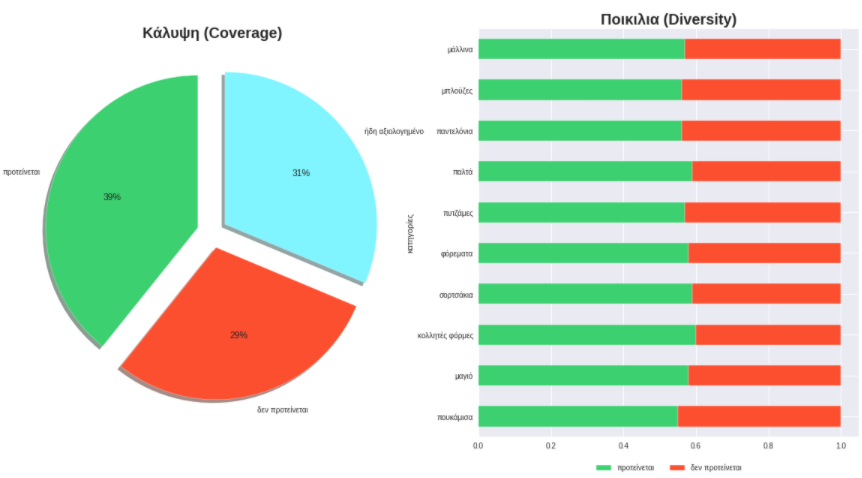 Κάλυψη (Coverage)
ήδη αξιολογημένο
31%
προτείνεται
39%
29%
δεν προτείνεται
Ποικιλια (Diversity)
κατηγορίες
μάλλινα
μπλούζες
παντελόνια
παλτά
πυτζάμες
φόρεματα
σορτσάκια
κολλητές φόρμες
μαγιό
πουκάμισα
0.0 0.2 0.4 0.6 0.8 1.0
προτείνεται δεν προτείνεται